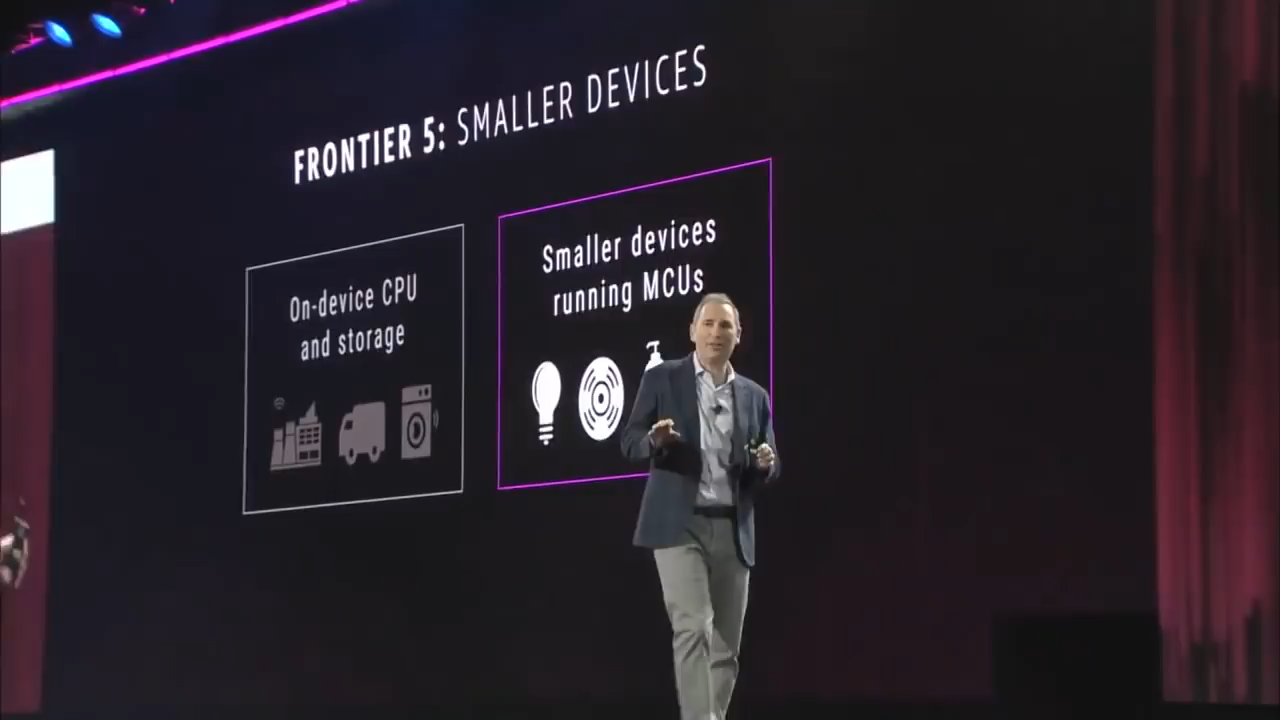 FRONTIER 5: SMALLER DEVICES
On-device CPU
and storage
Smaller devices
running MCUs